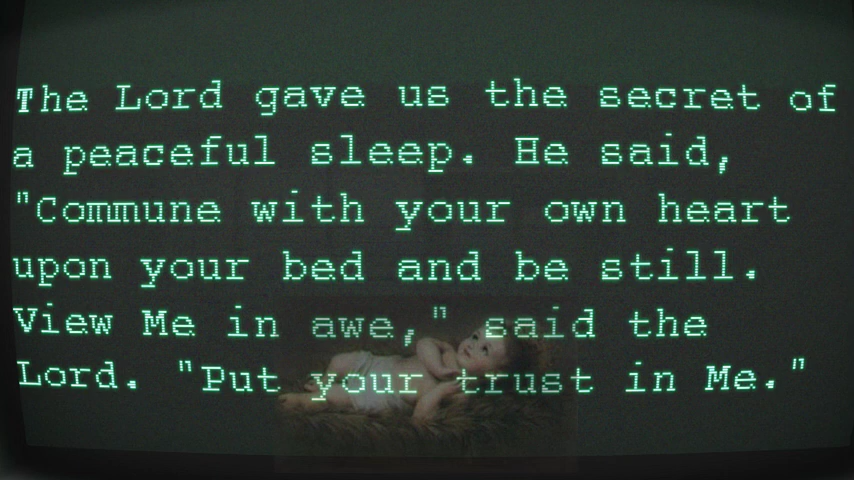 The Lord gave us the secret of
a peaceful sleep. He said,
"Commune with your own heart
upon your bed and be still.
View Me in awe," said the
Lord. "Put your trust in Me."